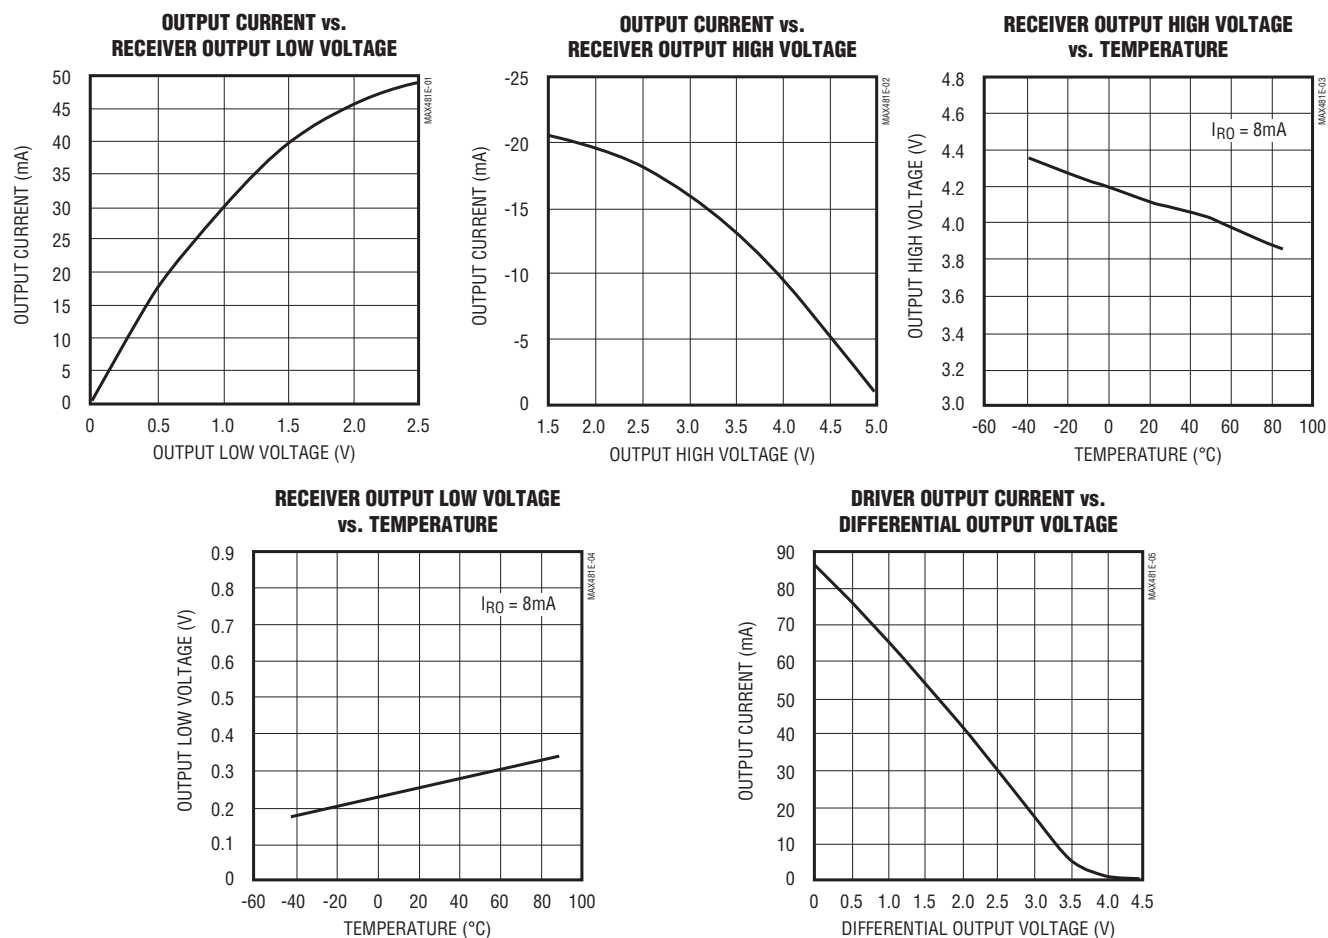 OUTPUT CURRENT vs.
RECEIVER OUTPUT LOW VOLTAGE
50
45
40
35
30
25
20
15
10
5
0
OUTPUT CURRENT (mA)
0 0.5 1.0 1.5 2.0 2.5
OUTPUT LOW VOLTAGE (V)
MAX481E-01
OUTPUT CURRENT vs.
RECEIVER OUTPUT HIGH VOLTAGE
-25
-20
-15
-10
-5
0
OUTPUT CURRENT (mA)
1.5 2.0 2.5 3.0 3.5 4.0 4.5 5.0
OUTPUT HIGH VOLTAGE (V)
MAX481E-02
RECEIVER OUTPUT HIGH VOLTAGE
vs. TEMPERATURE
4.8
4.6
4.4
4.2
4.0
3.8
3.6
3.4
3.2
3.0
OUTPUT HIGH VOLTAGE (V)
IRO = 8mA
-60 -40 -20 0 20 40 60 80 100
TEMPERATURE (°C)
MAX481E-03
RECEIVER OUTPUT LOW VOLTAGE
vs. TEMPERATURE
0.9
0.8
0.7
0.6
0.5
0.4
0.3
0.2
0.1
0
OUTPUT LOW VOLTAGE (V)
IRO = 8mA
-60 -40 -20 0 20 40 60 80 100
TEMPERATURE (°C)
MAX481E-04
DRIVER OUTPUT CURRENT vs.
DIFFERENTIAL OUTPUT VOLTAGE
90
80
70
60
50
40
30
20
10
0
OUTPUT CURRENT (mA)
0 0.5 1.0 1.5 2.0 2.5 3.0 3.5 4.0 4.5
DIFFERENTIAL OUTPUT VOLTAGE (V)
MAX481E-05